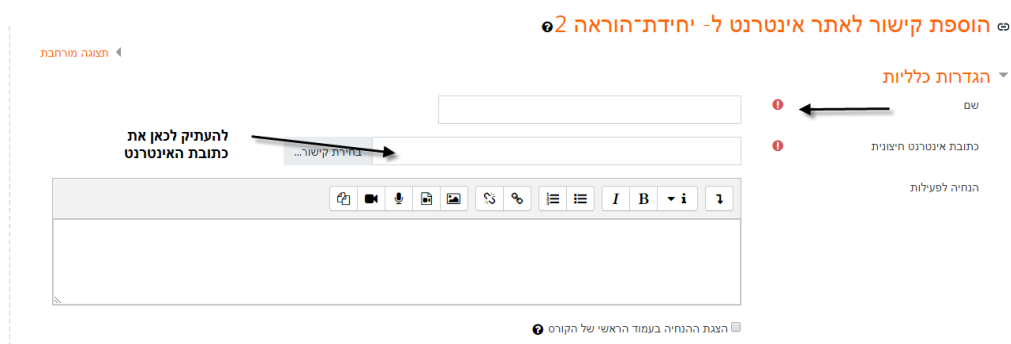 הוספת קישור לאתר אינטרנט ל- יחידת־הוראה 2
תצוגה מורחבת
הגדרות כלליות
שם
כתובת אינטרנט חיצונית
בחירת קישור...
להעתיק לכאן את
כתובת האינטרנט
הנחיה לפעילות
הצגת ההנחיה בעמוד הראשי של הקורס